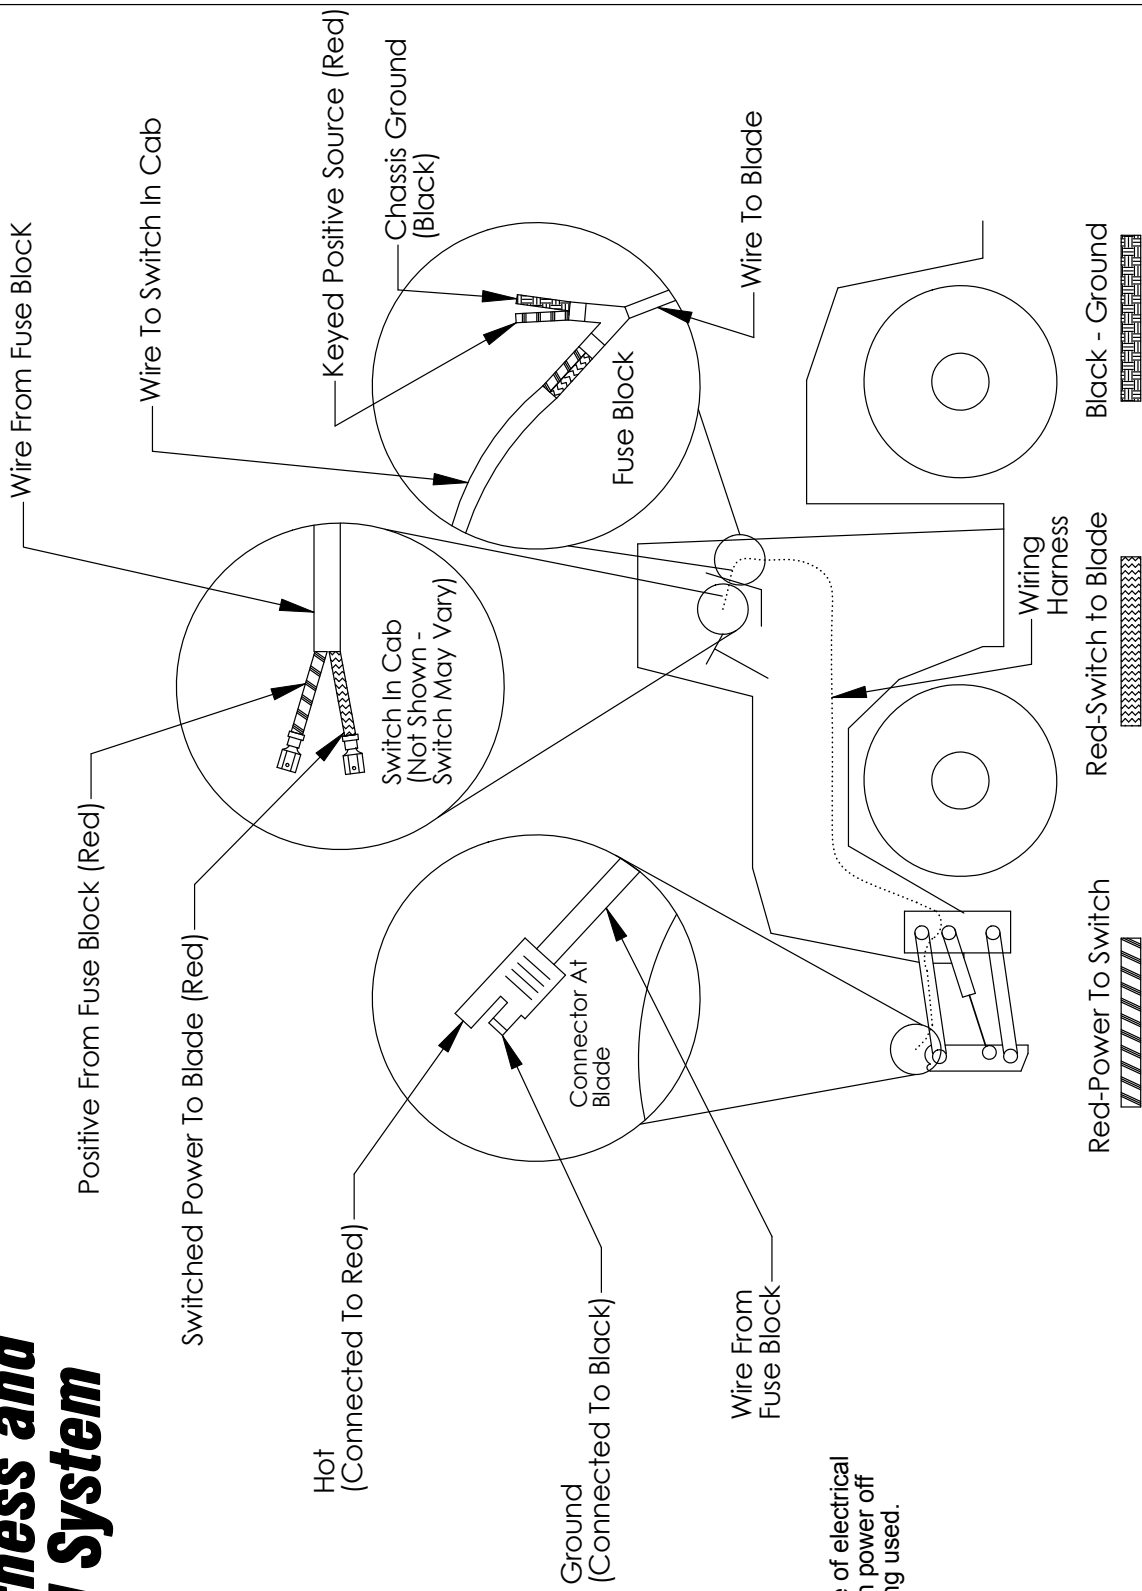 ness and
System
Wire From Fuse BlocK
Wire To Switch In Cab
Keyed Positive Source (Red)
Chassis Ground
(Black)
Positive From Fuse Block (Red)
Switched Power To Blade (Red)
Switch In Cab
(Not Shown -
Switch May Vary)
Fuse Block
Wire To Blade
Hot
(Connected To Red)
Ground
(Connected To Black)
Connector At
Blade
Wire From
Fuse Block
Wiring
Harness
of electrical
power off
used.
Red-Power To Switch
Red-Switch to Blade
Black - Ground